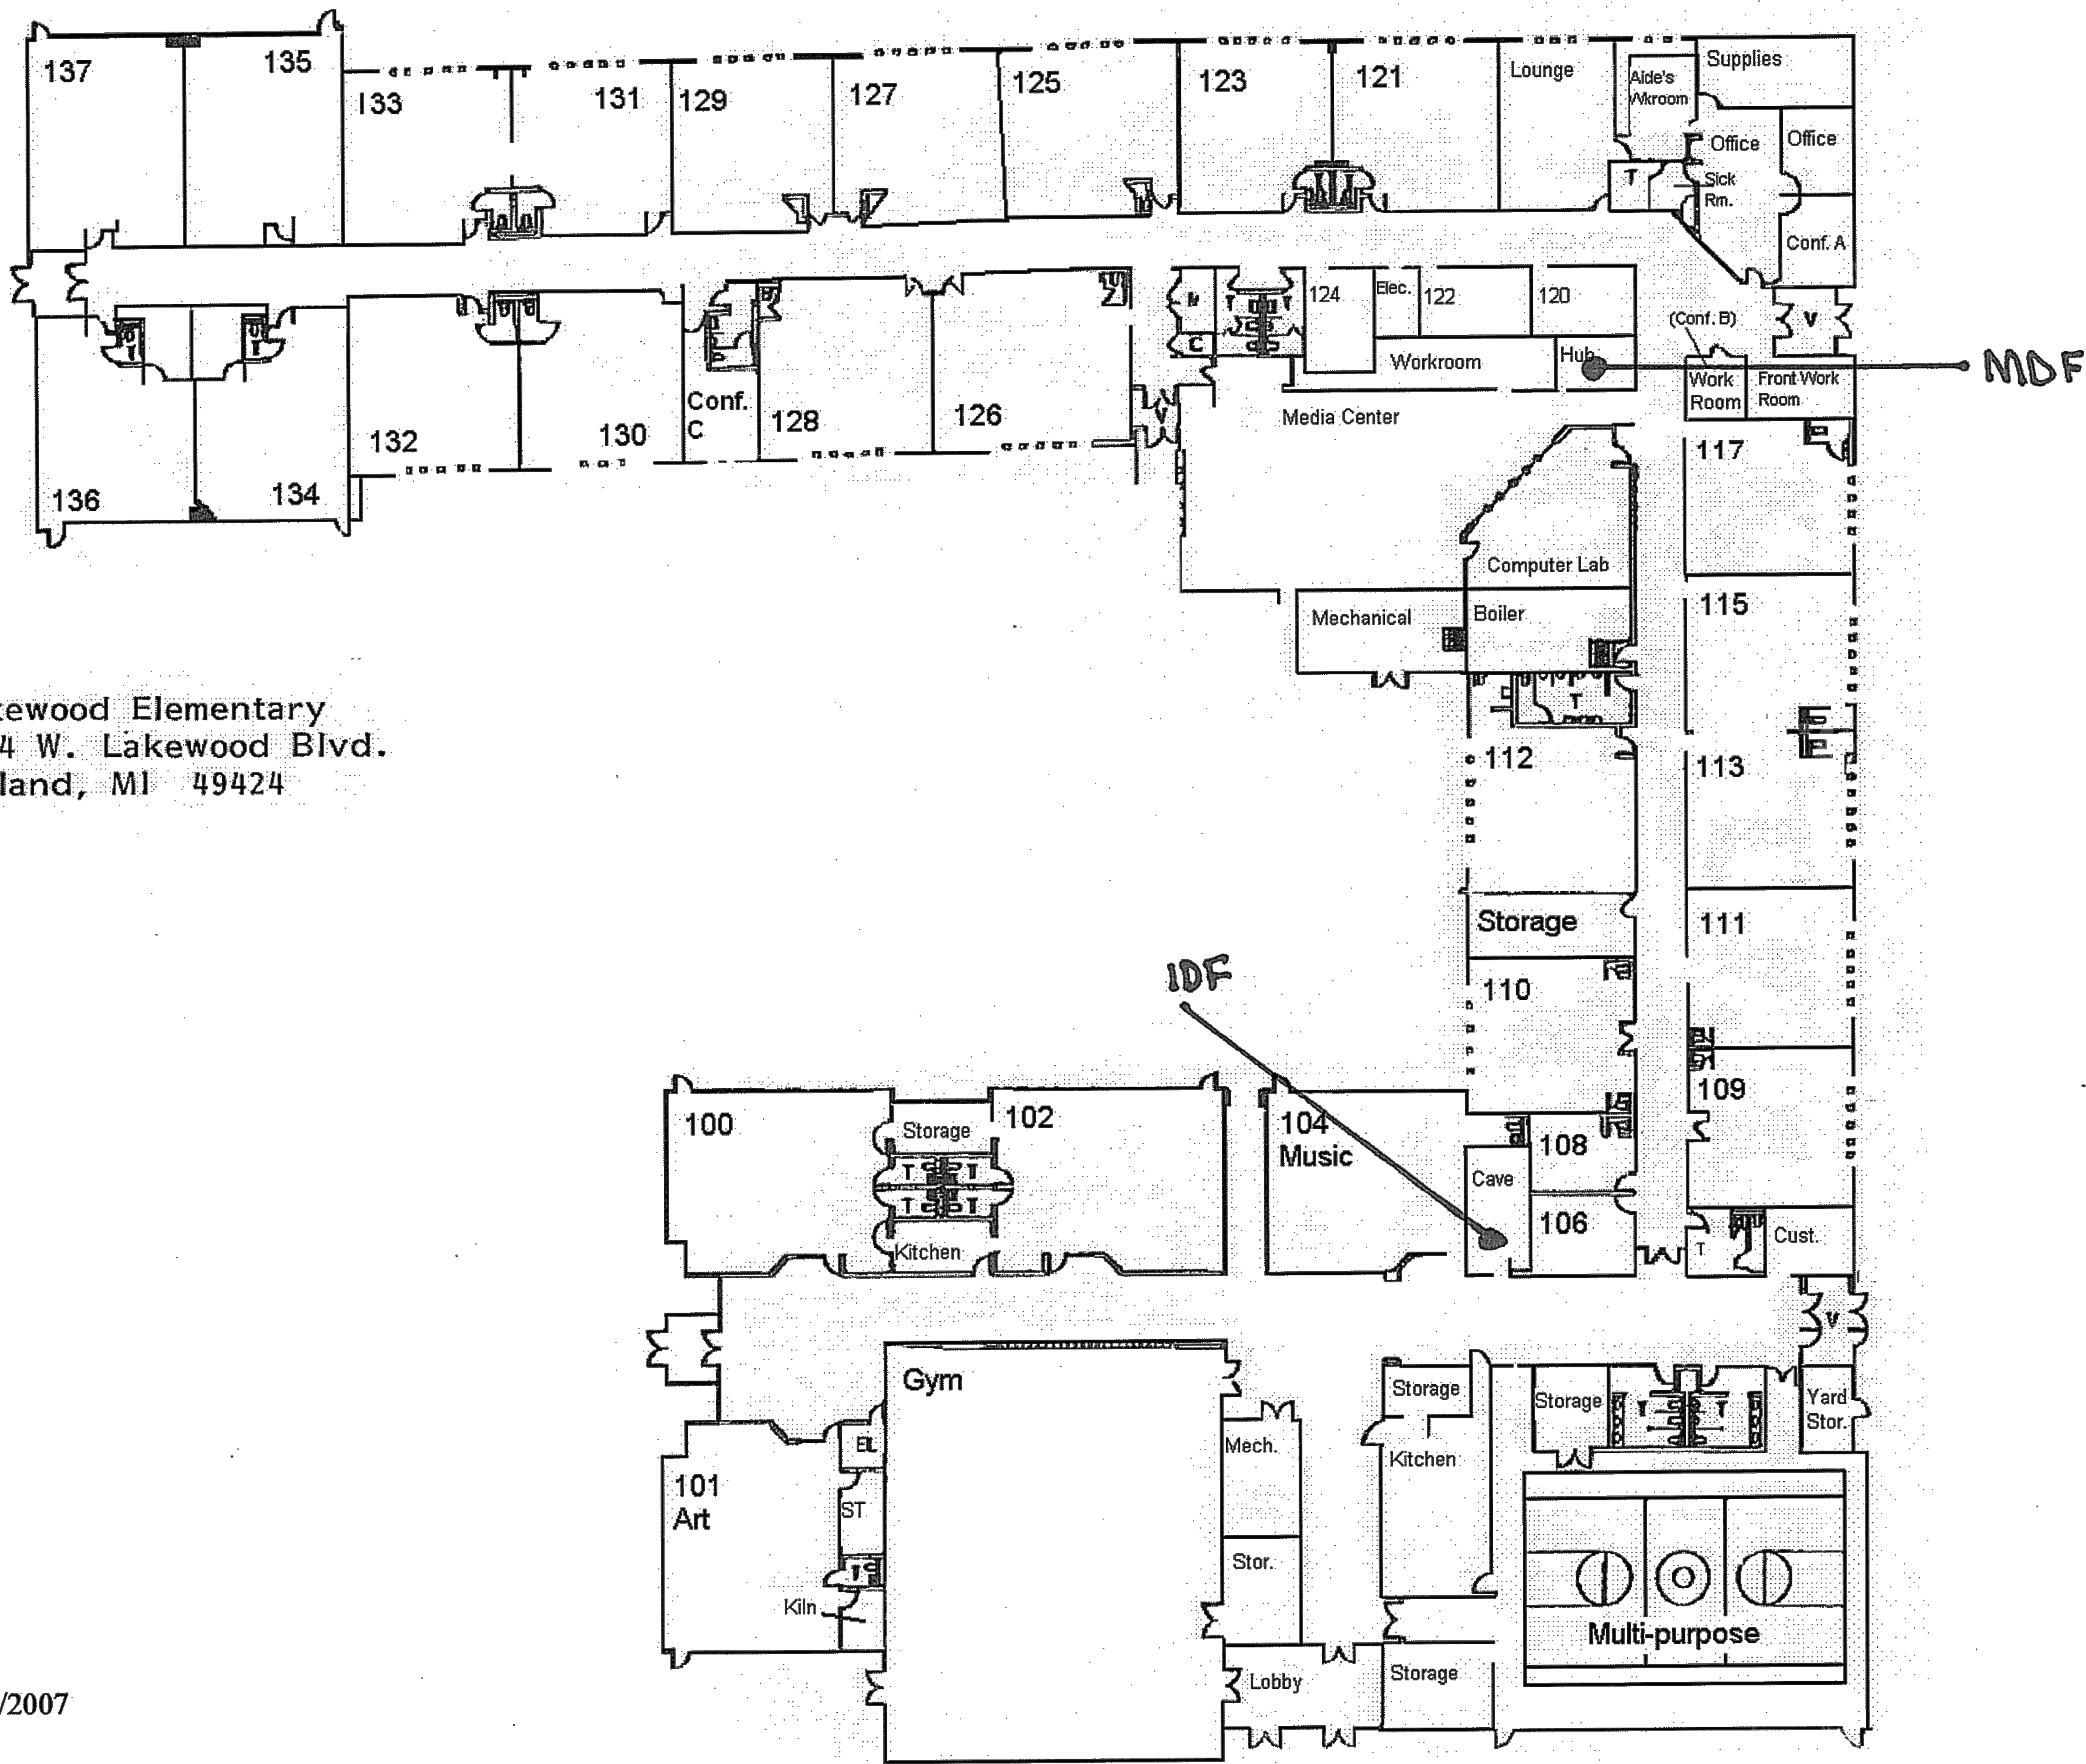 137
135
133
131
129
127
125
123
121
Lounge
Aide's
Wkroom
Supplies
Office
Office
T
Sick
Rm.
Conf. A
124
Elec.
122
120
(Conf. B)
V
T
T
C
V
Workroom
Hub
MDF
Work
Room
Front Work
Room
Media Center
T
T
136
134
132
130
Conf.
C
128
126
117
Computer Lab
Mechanical
Boiler
115
T
112
113
kewood Elementary
4 W. Lakewood Blvd.
land, MI 49424
Storage
111
IDF
110
109
100
Storage
102
104
Music
108
Cave
106
T
T
T
T
Kitchen
T
Cust.
V
Gym
Storage
Storage
T
T
Yard
Stor.
EL
Mech.
Kitchen
101
Art
ST
T
Stor.
Kiln
Multi-purpose
Lobby
Storage
/2007